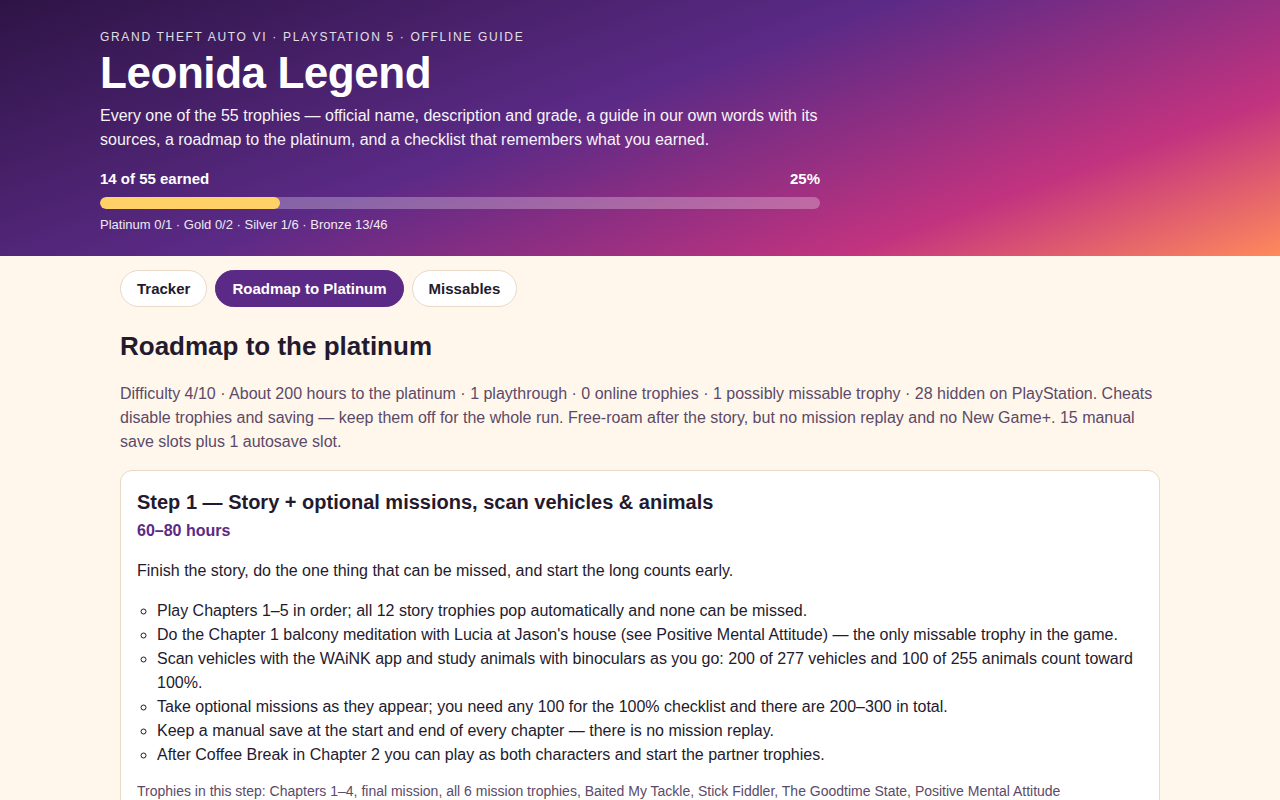 GRAND THEFT AUTO VI · PLAYSTATION 5 · OFFLINE GUIDE
Leonida Legend
Every one of the 55 trophies — official name, description and grade, a guide in our own words with its
sources, a roadmap to the platinum, and a checklist that remembers what you earned.
14 of 55 earned 25%
Platinum 0/1 · Gold 0/2 · Silver 1/6 · Bronze 13/46
Tracker Roadmap to Platinum Missables
Roadmap to the platinum
Difficulty 4/10 · About 200 hours to the platinum · 1 playthrough · 0 online trophies · 1 possibly missable trophy · 28 hidden on PlayStation. Cheats
disable trophies and saving — keep them off for the whole run. Free-roam after the story, but no mission replay and no New Game+. 15 manual
save slots plus 1 autosave slot.
Step 1 — Story + optional missions, scan vehicles & animals
60–80 hours
Finish the story, do the one thing that can be missed, and start the long counts early.
Play Chapters 1–5 in order; all 12 story trophies pop automatically and none can be missed.
Do the Chapter 1 balcony meditation with Lucia at Jason's house (see Positive Mental Attitude) — the only missable trophy in the game.
Scan vehicles with the WAiNK app and study animals with binoculars as you go: 200 of 277 vehicles and 100 of 255 animals count toward
100%.
Take optional missions as they appear; you need any 100 for the 100% checklist and there are 200–300 in total.
Keep a manual save at the start and end of every chapter — there is no mission replay.
After Coffee Break in Chapter 2 you can play as both characters and start the partner trophies.
Trophies in this step: Chapters 1–4, final mission, all 6 mission trophies, Baited My Tackle, Stick Fiddler, The Goodtime State, Positive Mental Attitude